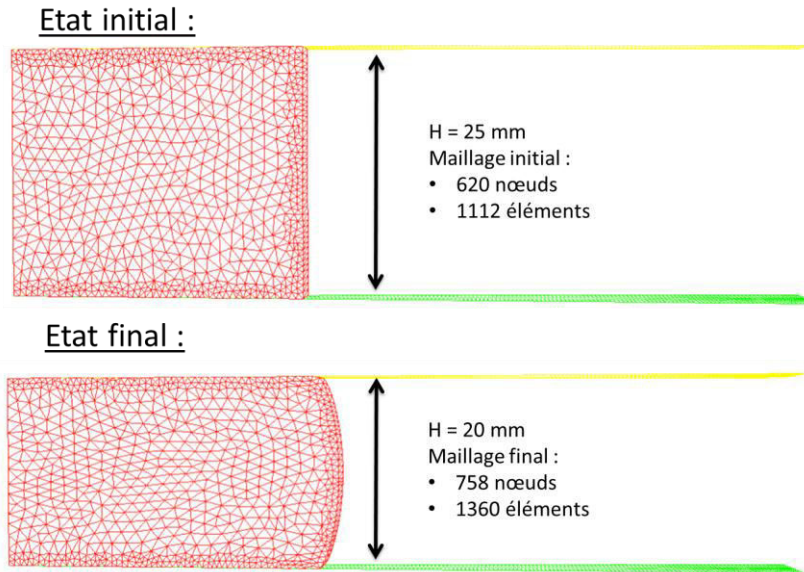 Etat initial :
H = 25 mm
Maillage initial :
• 620 nœuds
• 1112 éléments
Etat final :
H = 20 mm
Maillage final :
• 758 nœuds
• 1360 éléments